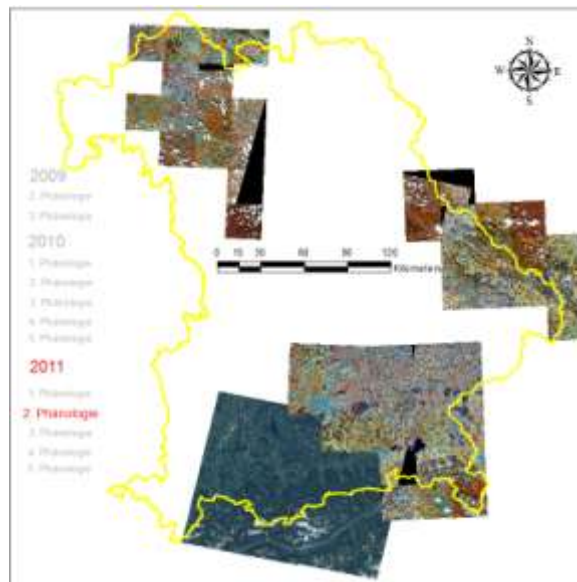 N
W E
S
2009
2. Phänologie
3. Phänologie
2010
1. Phänologie
2. Phänologie
3. Phänologie
4. Phänologie
5. Phänologie
0 15 30 60 90 120
Kilometers
2011
1. Phänologie
2. Phänologie
3. Phänologie
4. Phänologie
5. Phänologie